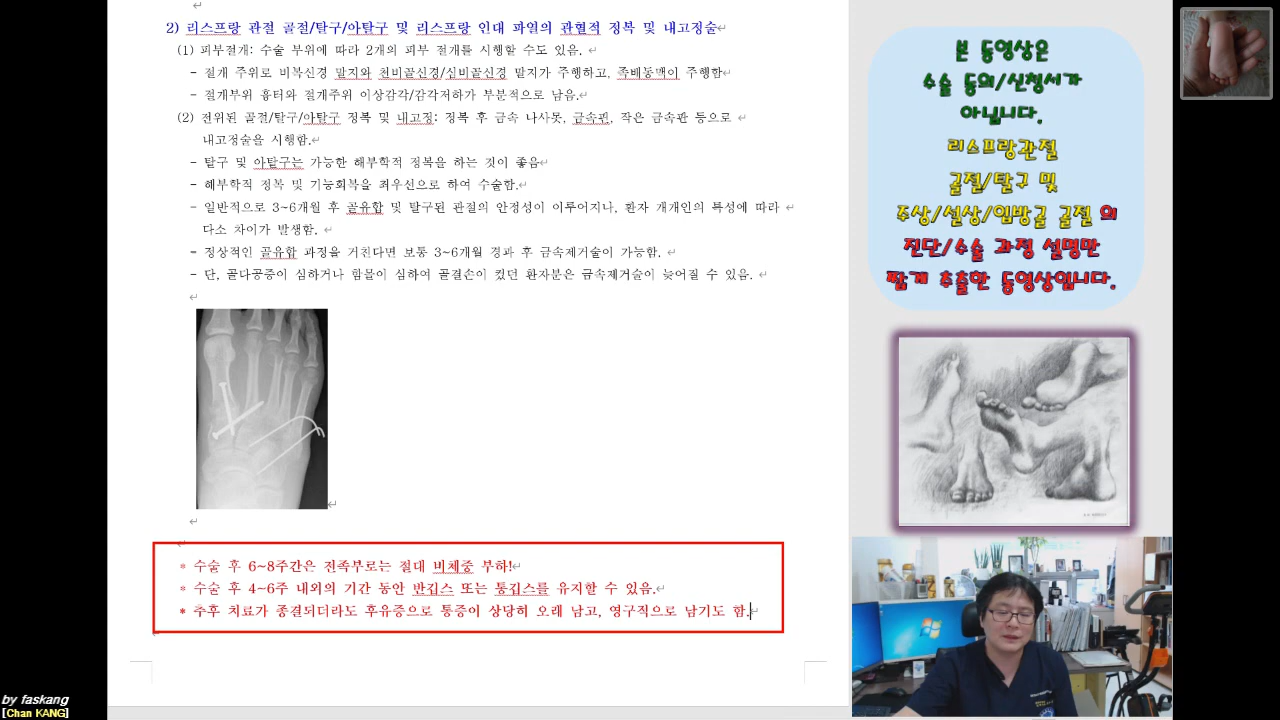 2) 리스프랑 관절 골절/탈구/아탈구 및 리스프랑 인대 파열의 관혈적 정복 및 내고정술
(1) 피부절개: 수술 부위에 따라 2개의 피부 절개를 시행할 수도 있음.
- 절개 주위로 비복신경 말지와 천비골신경/심비골신경 말지가 주행하고, 족배동맥이 주행함
- 절개부위 흉터와 절개주위 이상감각/감각저하가 부분적으로 남음.
(2) 전위된 골절/탈구/아탈구 정복 및 내고정: 정복 후 금속 나사못, 금속핀, 작은 금속판 등으로
내고정술을 시행함.
- 탈구 및 아탈구는 가능한 해부학적 정복을 하는 것이 좋음
- 해부학적 정복 및 기능회복을 최우선으로 하여 수술함.
- 일반적으로 3~6개월 후 골유합 및 탈구된 관절의 안정성이 이루어지나, 환자 개개인의 특성에 따라
다소 차이가 발생함.
- 정상적인 골유합 과정을 거친다면 보통 3~6개월 경과 후 금속제거술이 가능함.
- 단, 골다공증이 심하거나 함몰이 심하여 골결손이 컸던 환자분은 금속제거술이 늦어질 수 있음.
* 수술 후 6~8주간은 전족부로는 절대 비체중 부하!
* 수술 후 4~6주 내외의 기간 동안 반깁스 또는 통깁스를 유지할 수 있음.
* 추후 치료가 종결되더라도 후유증으로 통증이 상당히 오래 남고, 영구적으로 남기도 함.
본 동영상은
수술 동의/신청서가
아닙니다.
리스프랑관절
골절/탈구 및
주상/설상/입방골 골절 의
진단/수술 과정 설명만
짧게 추출한 동영상입니다.
by faskang
[Chan KANG]